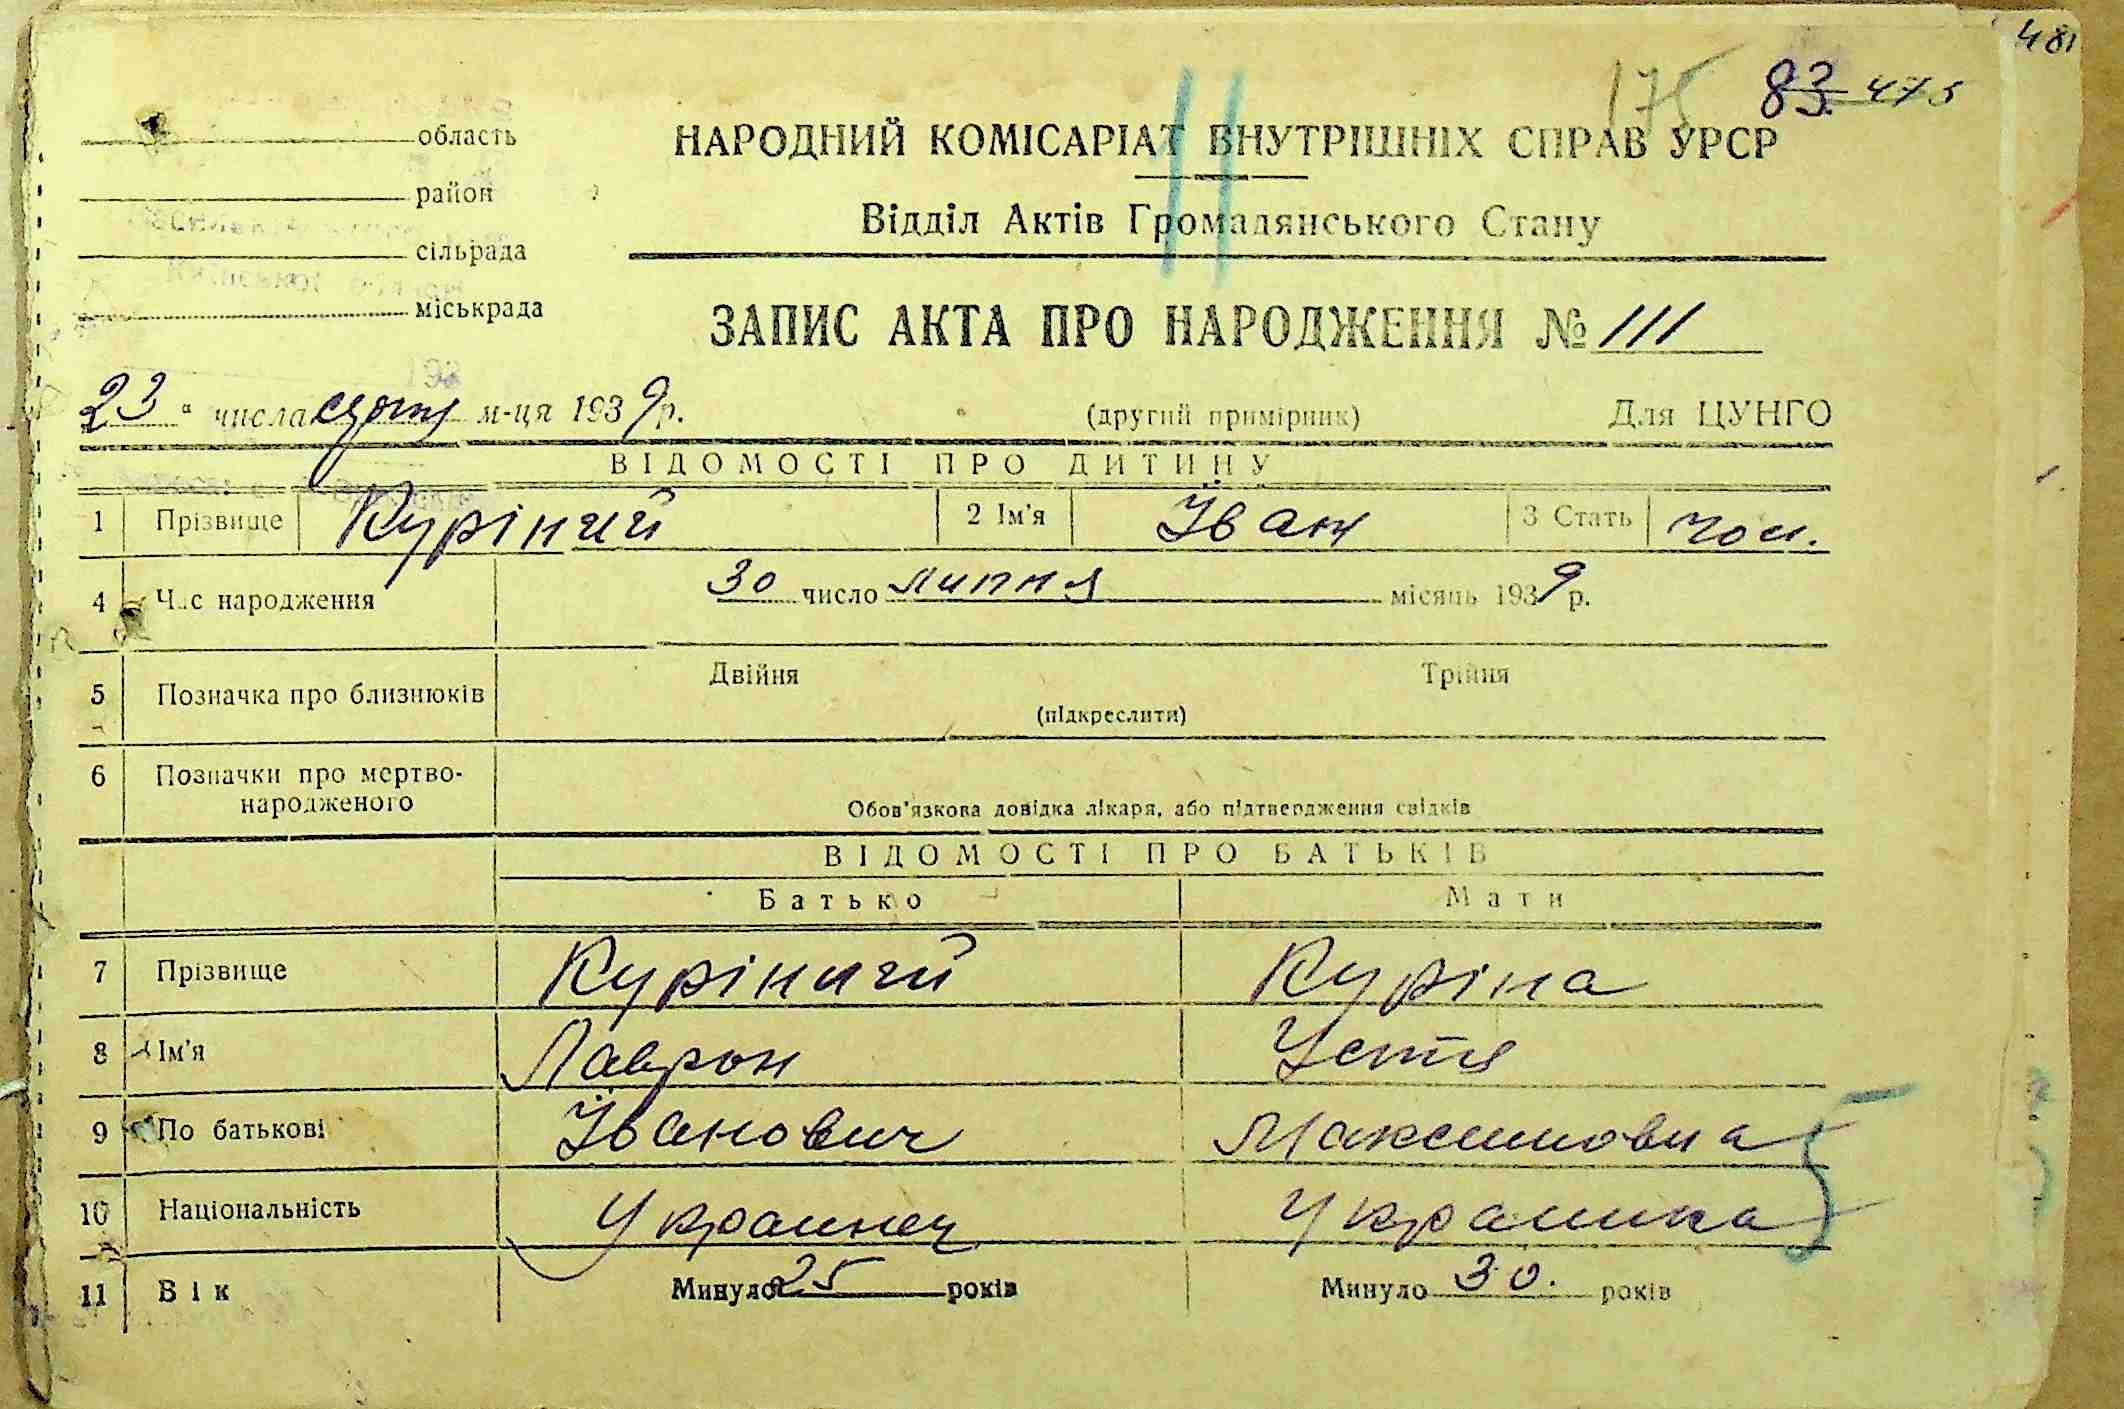 481
175 83 475
область
НАРОДНИЙ КОМІСАРІАТ ВНУТРІШНІХ СПРАВ УРСР
район
Відділ Актів Громадянського Стану
сільрада
міськрада
ЗАПИС АКТА ПРО НАРОДЖЕННЯ № 111
23 " числа серпня м-ця 1939 р. (другий примірник) Для ЦУНГО
ВІДОМОСТІ ПРО ДИТИНУ
1 Прізвище Куріний 2 Ім'я Іван 3 Стать чол.
4 Час народження 30 число липня місяць 1939 р.
5 Позначка про близнюків Двійня Трійня
(підкреслити)
6 Позначки про мертво-
народженого
Обов'язкова довідка лікаря, або підтвердження свідків
ВІДОМОСТІ ПРО БАТЬКІВ
Батько Мати
7 Прізвище Куріний Куріна
8 Ім'я Лаврон Устя
9 По батькові Іванович Максимовна
10 Національність Украинец Украинка
11 Вік Минуло 25 років Минуло 30. років